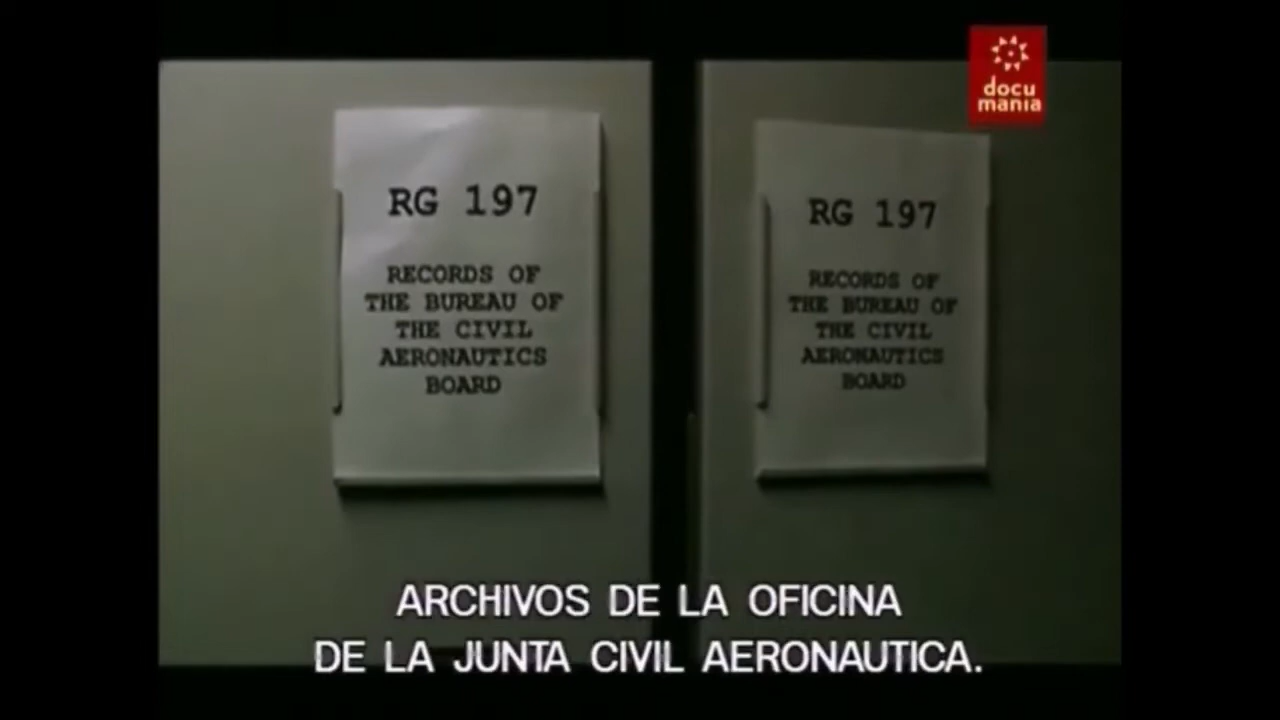 docu
mania
RG 197
RECORDS OF
THE BUREAU OF
THE CIVIL
AERONAUTICS
BOARD
RG 197
RECORDS OF
THE BUREAU OF
THE CIVIL
AERONAUTICS
BOARD
ARCHIVOS DE LA OFICINA
DE LA JUNTA CIVIL AERONAUTICA.